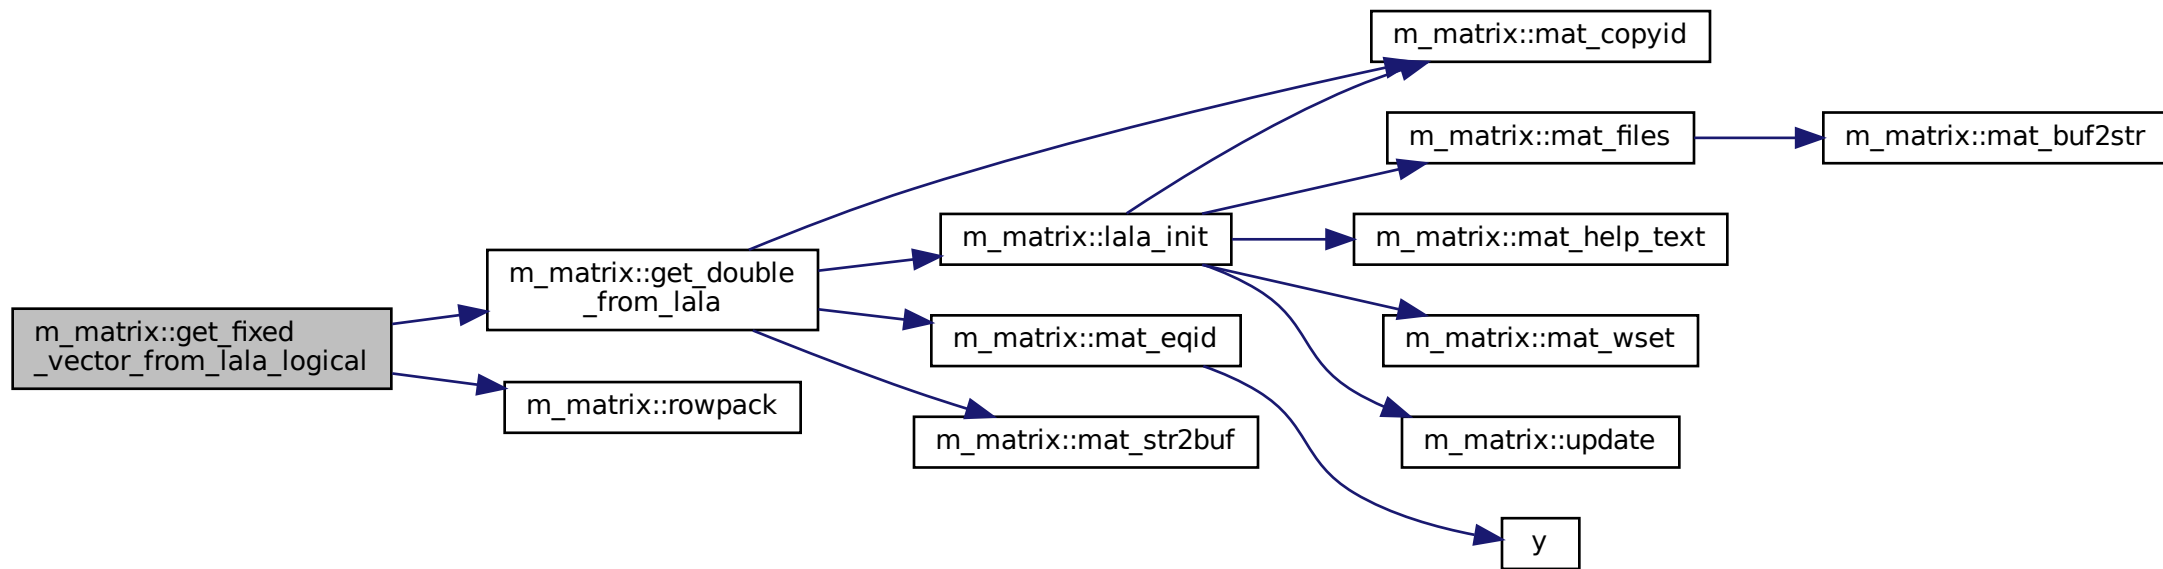 m_matrix::get_fixed
_vector_from_lala_logical
m_matrix::get_double
_from_lala
m_matrix::rowpack
m_matrix::mat_copyid
m_matrix::lala_init
m_matrix::mat_eqid
m_matrix::mat_str2buf
m_matrix::mat_files
m_matrix::mat_help_text
m_matrix::mat_wset
m_matrix::update
y
m_matrix::mat_buf2str